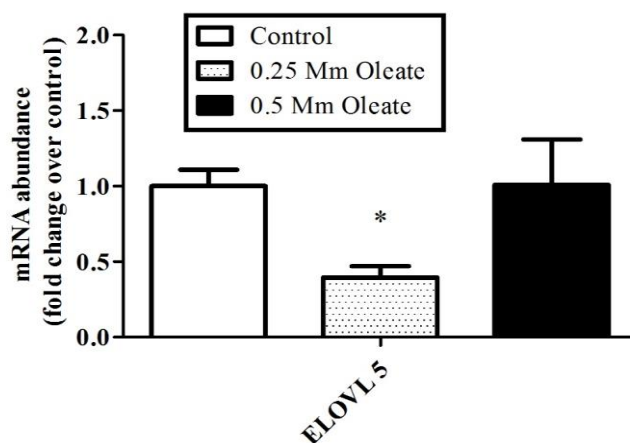 mRNA abundance
(fold change over control)
2.0
1.5
1.0
0.5
0.0
Control
0.25 Mm Oleate
0.5 Mm Oleate
*
ELOVL 5